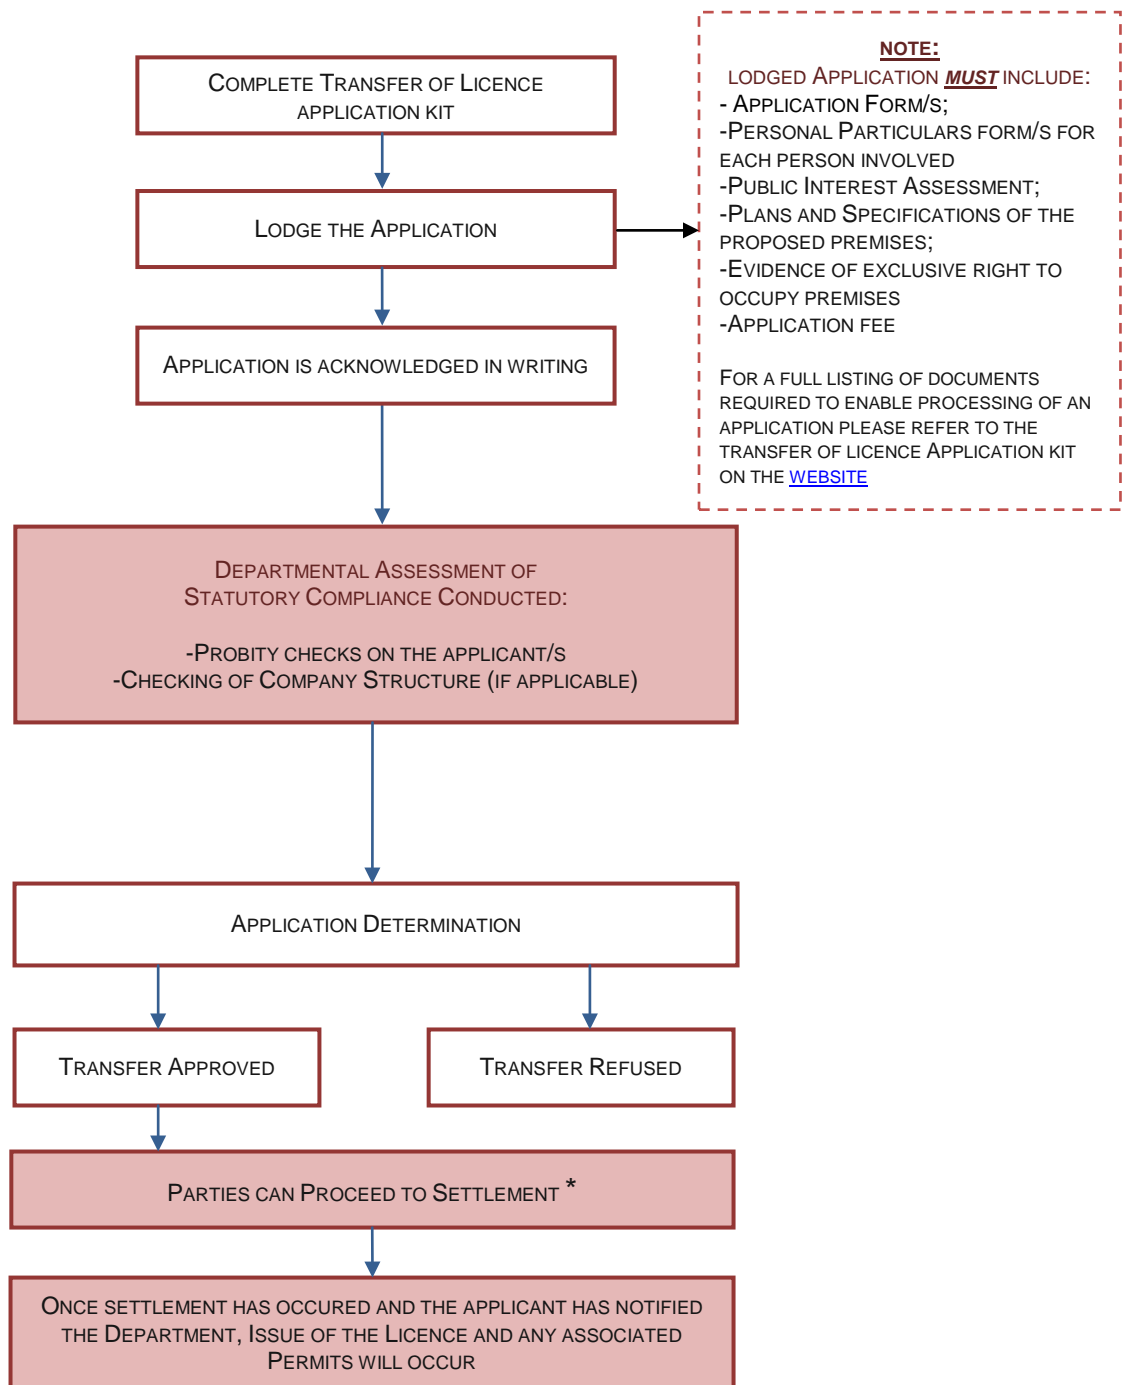 Complete Transfer of Licence
application kit
Lodge the Application
Application is acknowledged in writing
NOTE:
lodged Application MUST include:
- Application Form/s;
-Personal Particulars form/s for
each person involved
-Public Interest Assessment;
-Plans and Specifications of the
proposed premises;
-Evidence of exclusive right to
occupy premises
-Application fee
For a full listing of documents
required to enable processing of an
application please refer to the
transfer of licence Application kit
on the website
Departmental Assessment of
Statutory Compliance Conducted:
-Probity checks on the applicant/s
-Checking of Company Structure (if applicable)
Application Determination
Transfer Approved
Transfer Refused
Parties can Proceed to Settlement *
Once settlement has occured and the applicant has notified
the Department, Issue of the Licence and any associated
Permits will occur